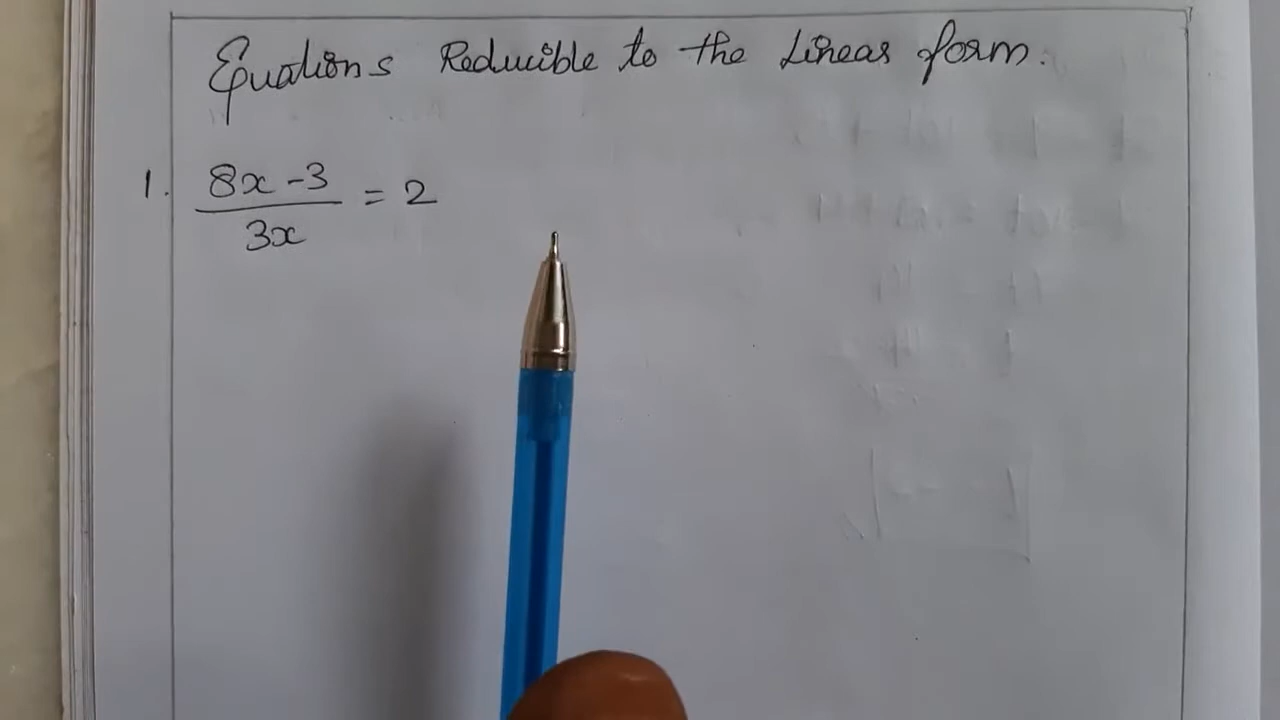 Equations Reducible to the Linear form.
1. 8x - 3 / 3x = 2